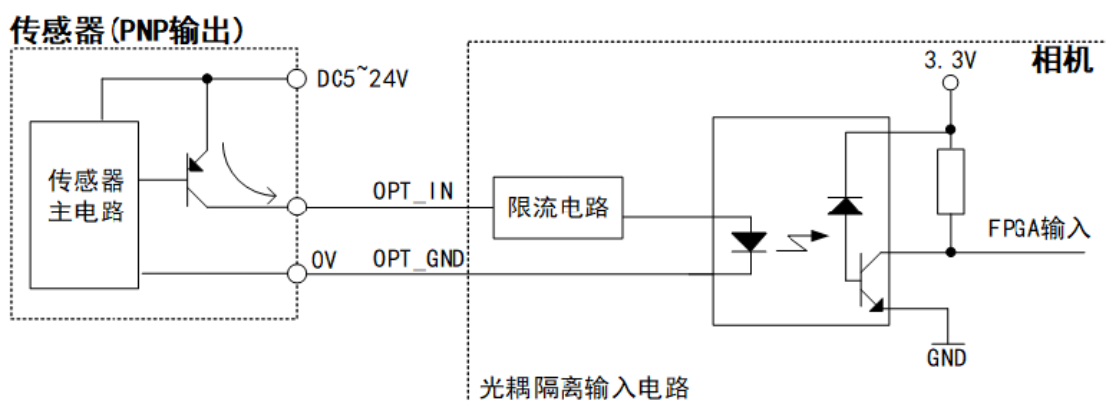 传感器(PNP输出)
相机
3.3V
DC5~24V
传感器
主电路
OPT_IN
限流电路
FPGA输入
0V
OPT_GND
GND
光耦隔离输入电路